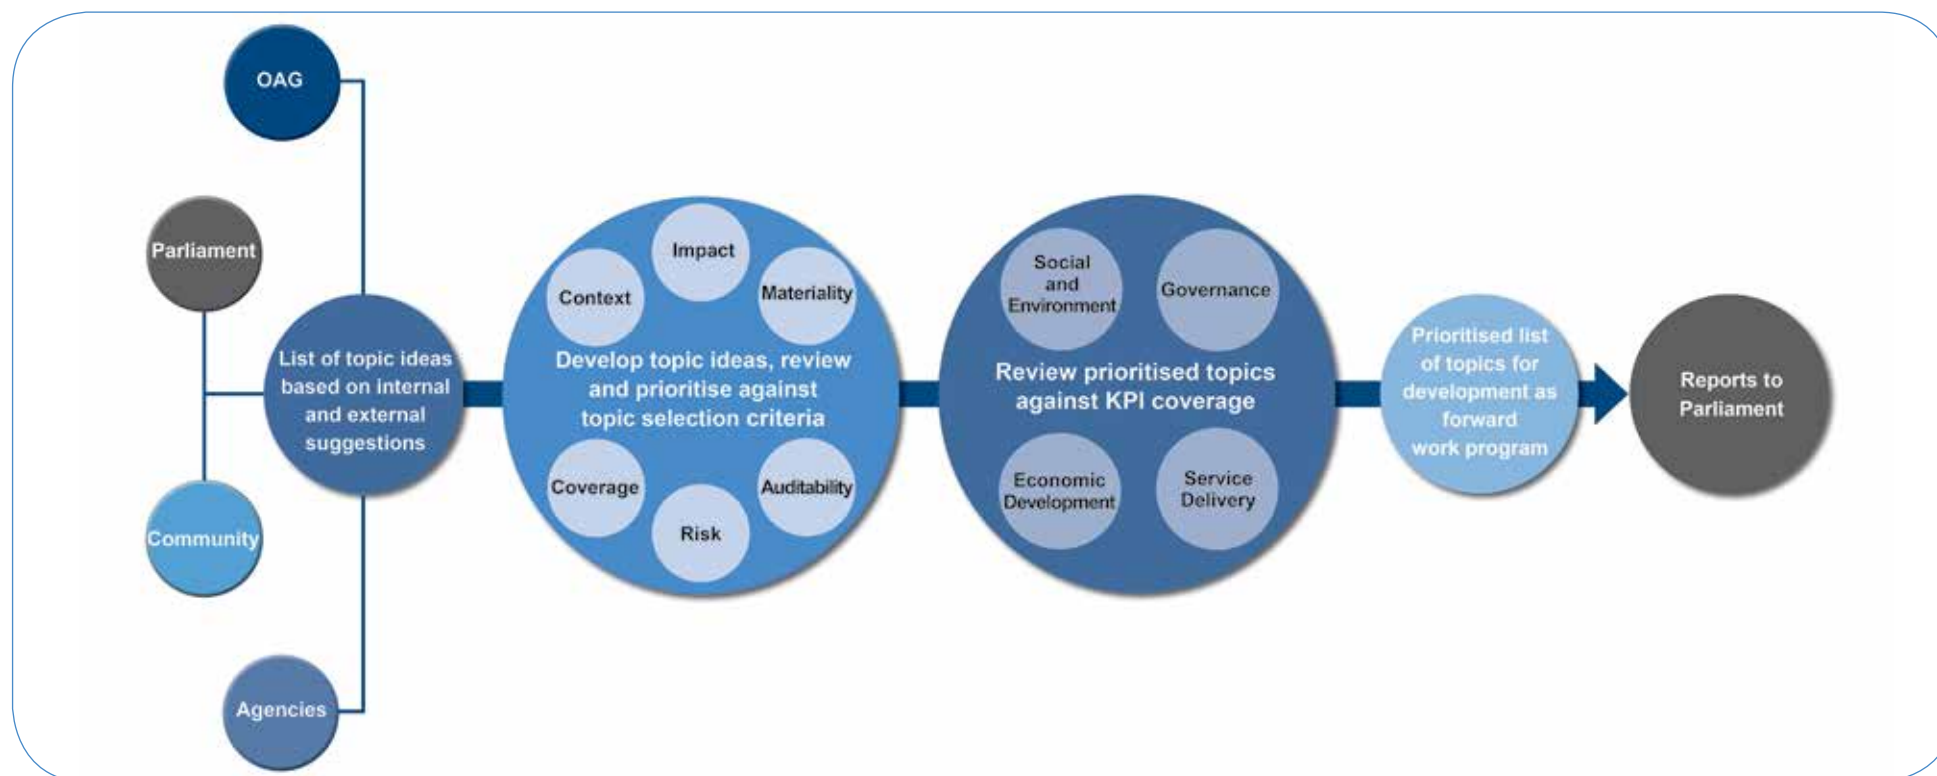 OAG
Parliament
Community
Agencies
List of topic ideas
based on internal
and external
suggestions
Impact
Context
Materiality
Develop topic ideas, review
and prioritise against
topic selection criteria
Coverage
Auditability
Risk
Social
and
Environment
Governance
Review prioritised topics
against KPI coverage
Economic
Development
Service
Delivery
Prioritised list
of topics for
development as
forward
work program
Reports to
Parliament